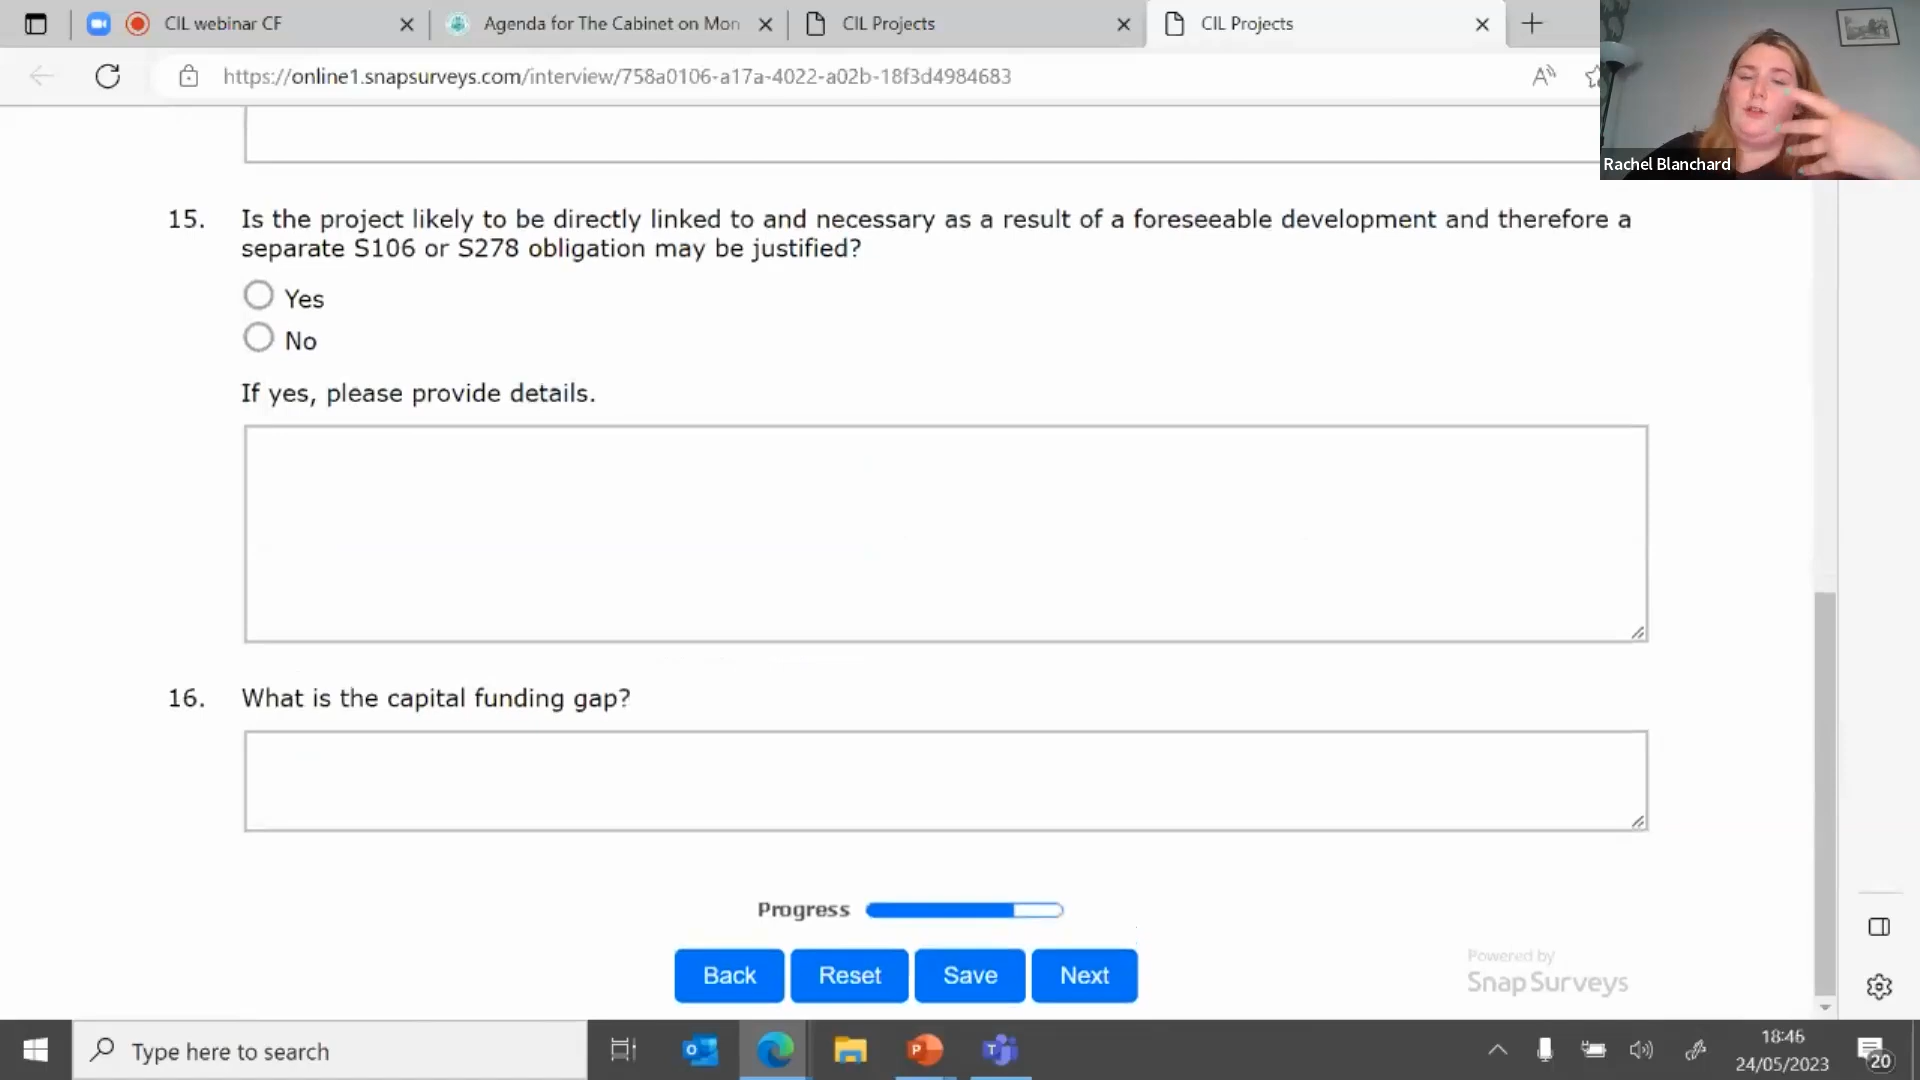 CIL webinar CF
Agenda for The Cabinet on Mon
CIL Projects
CIL Projects
https://online1.snapsurveys.com/interview/758a0106-a17a-4022-a02b-18f3d4984683
Rachel Blanchard
15. Is the project likely to be directly linked to and necessary as a result of a foreseeable development and therefore a
separate S106 or S278 obligation may be justified?
Yes
No
If yes, please provide details.
16. What is the capital funding gap?
Progress
Back Reset Save Next
Powered by
Snap Surveys
Type here to search
18:46
24/05/2023
20